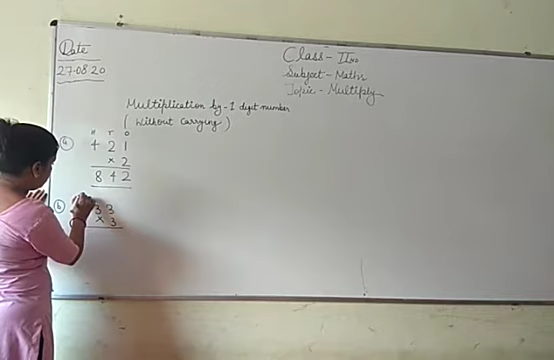 Date
27.08.20
Class - IInd
Subject - Maths
Topic - Multiply
Multiplication by - 1 digit number
(Without Carrying)
H T O
(a) 4 2 1
× 2
8 4 2
(b) 3 3
× 3